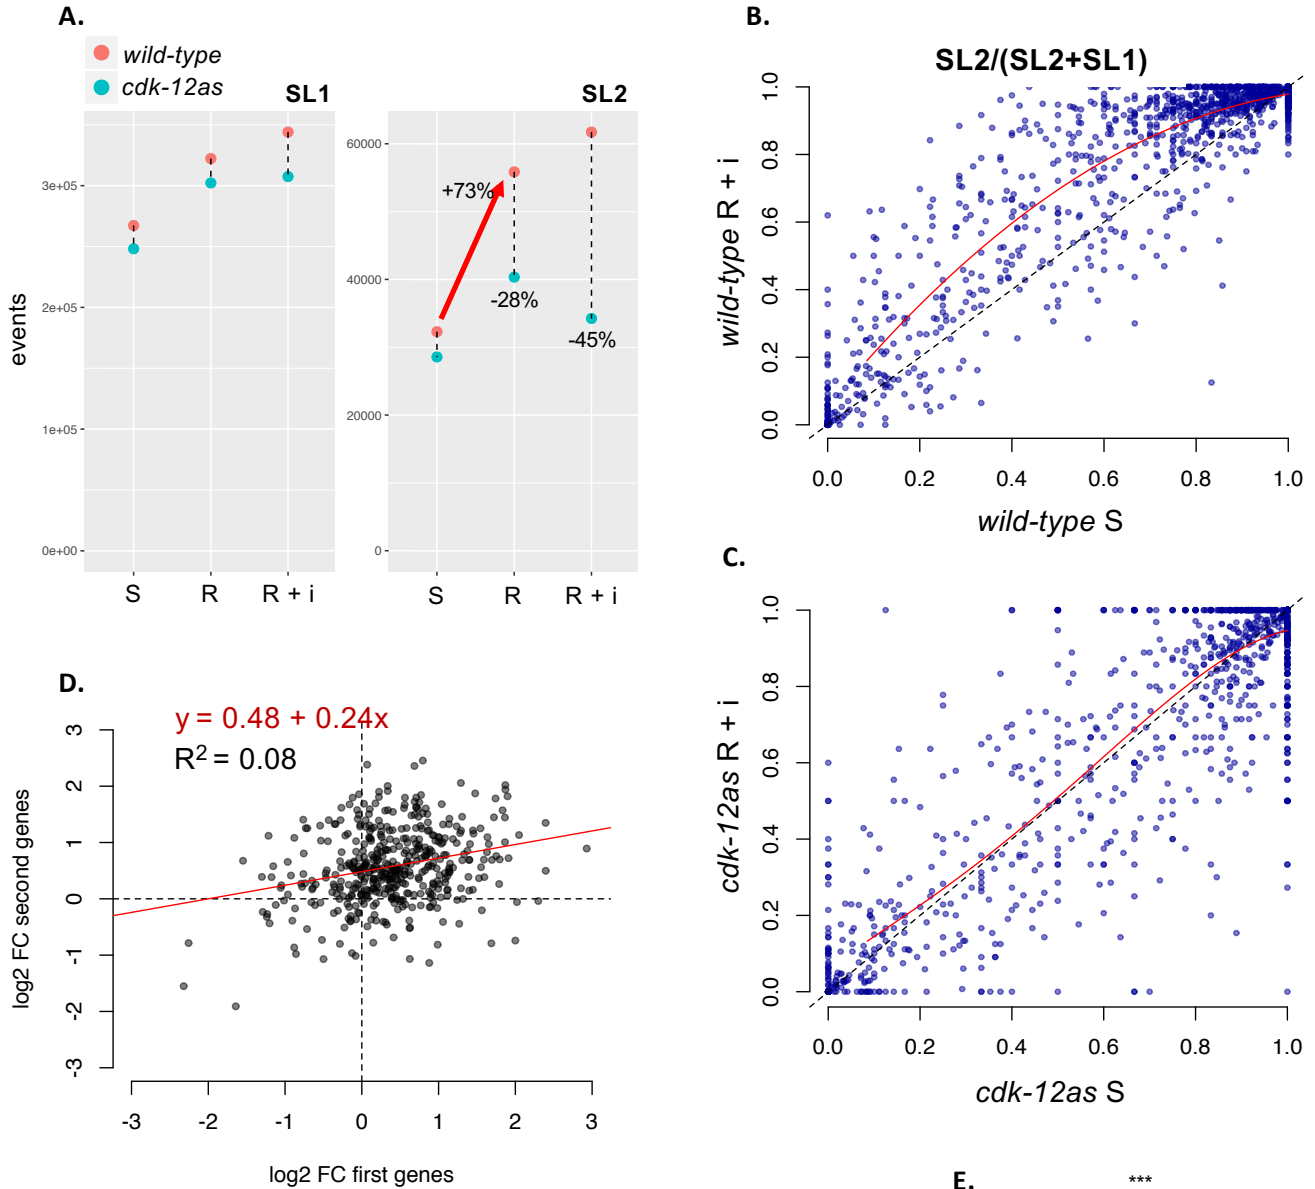 A.
wild-type
cdk-12as
SL1
SL2
events
3e+05
2e+05
1e+05
0e+00
S
R
R + i
60000
40000
20000
0
+73%
-28%
-45%
S
R
R + i
B.
SL2/(SL2+SL1)
wild-type R + i
1.0
0.8
0.6
0.4
0.2
0.0
0.0
0.2
0.4
0.6
0.8
1.0
wild-type S
C.
cdk-12as R + i
1.0
0.8
0.6
0.4
0.2
0.0
0.0
0.2
0.4
0.6
0.8
1.0
cdk-12as S
D.
y = 0.48 + 0.24x
R² = 0.08
log2 FC second genes
3
2
1
0
-1
-2
-3
-3
-2
-1
0
1
2
3
log2 FC first genes
E.
***